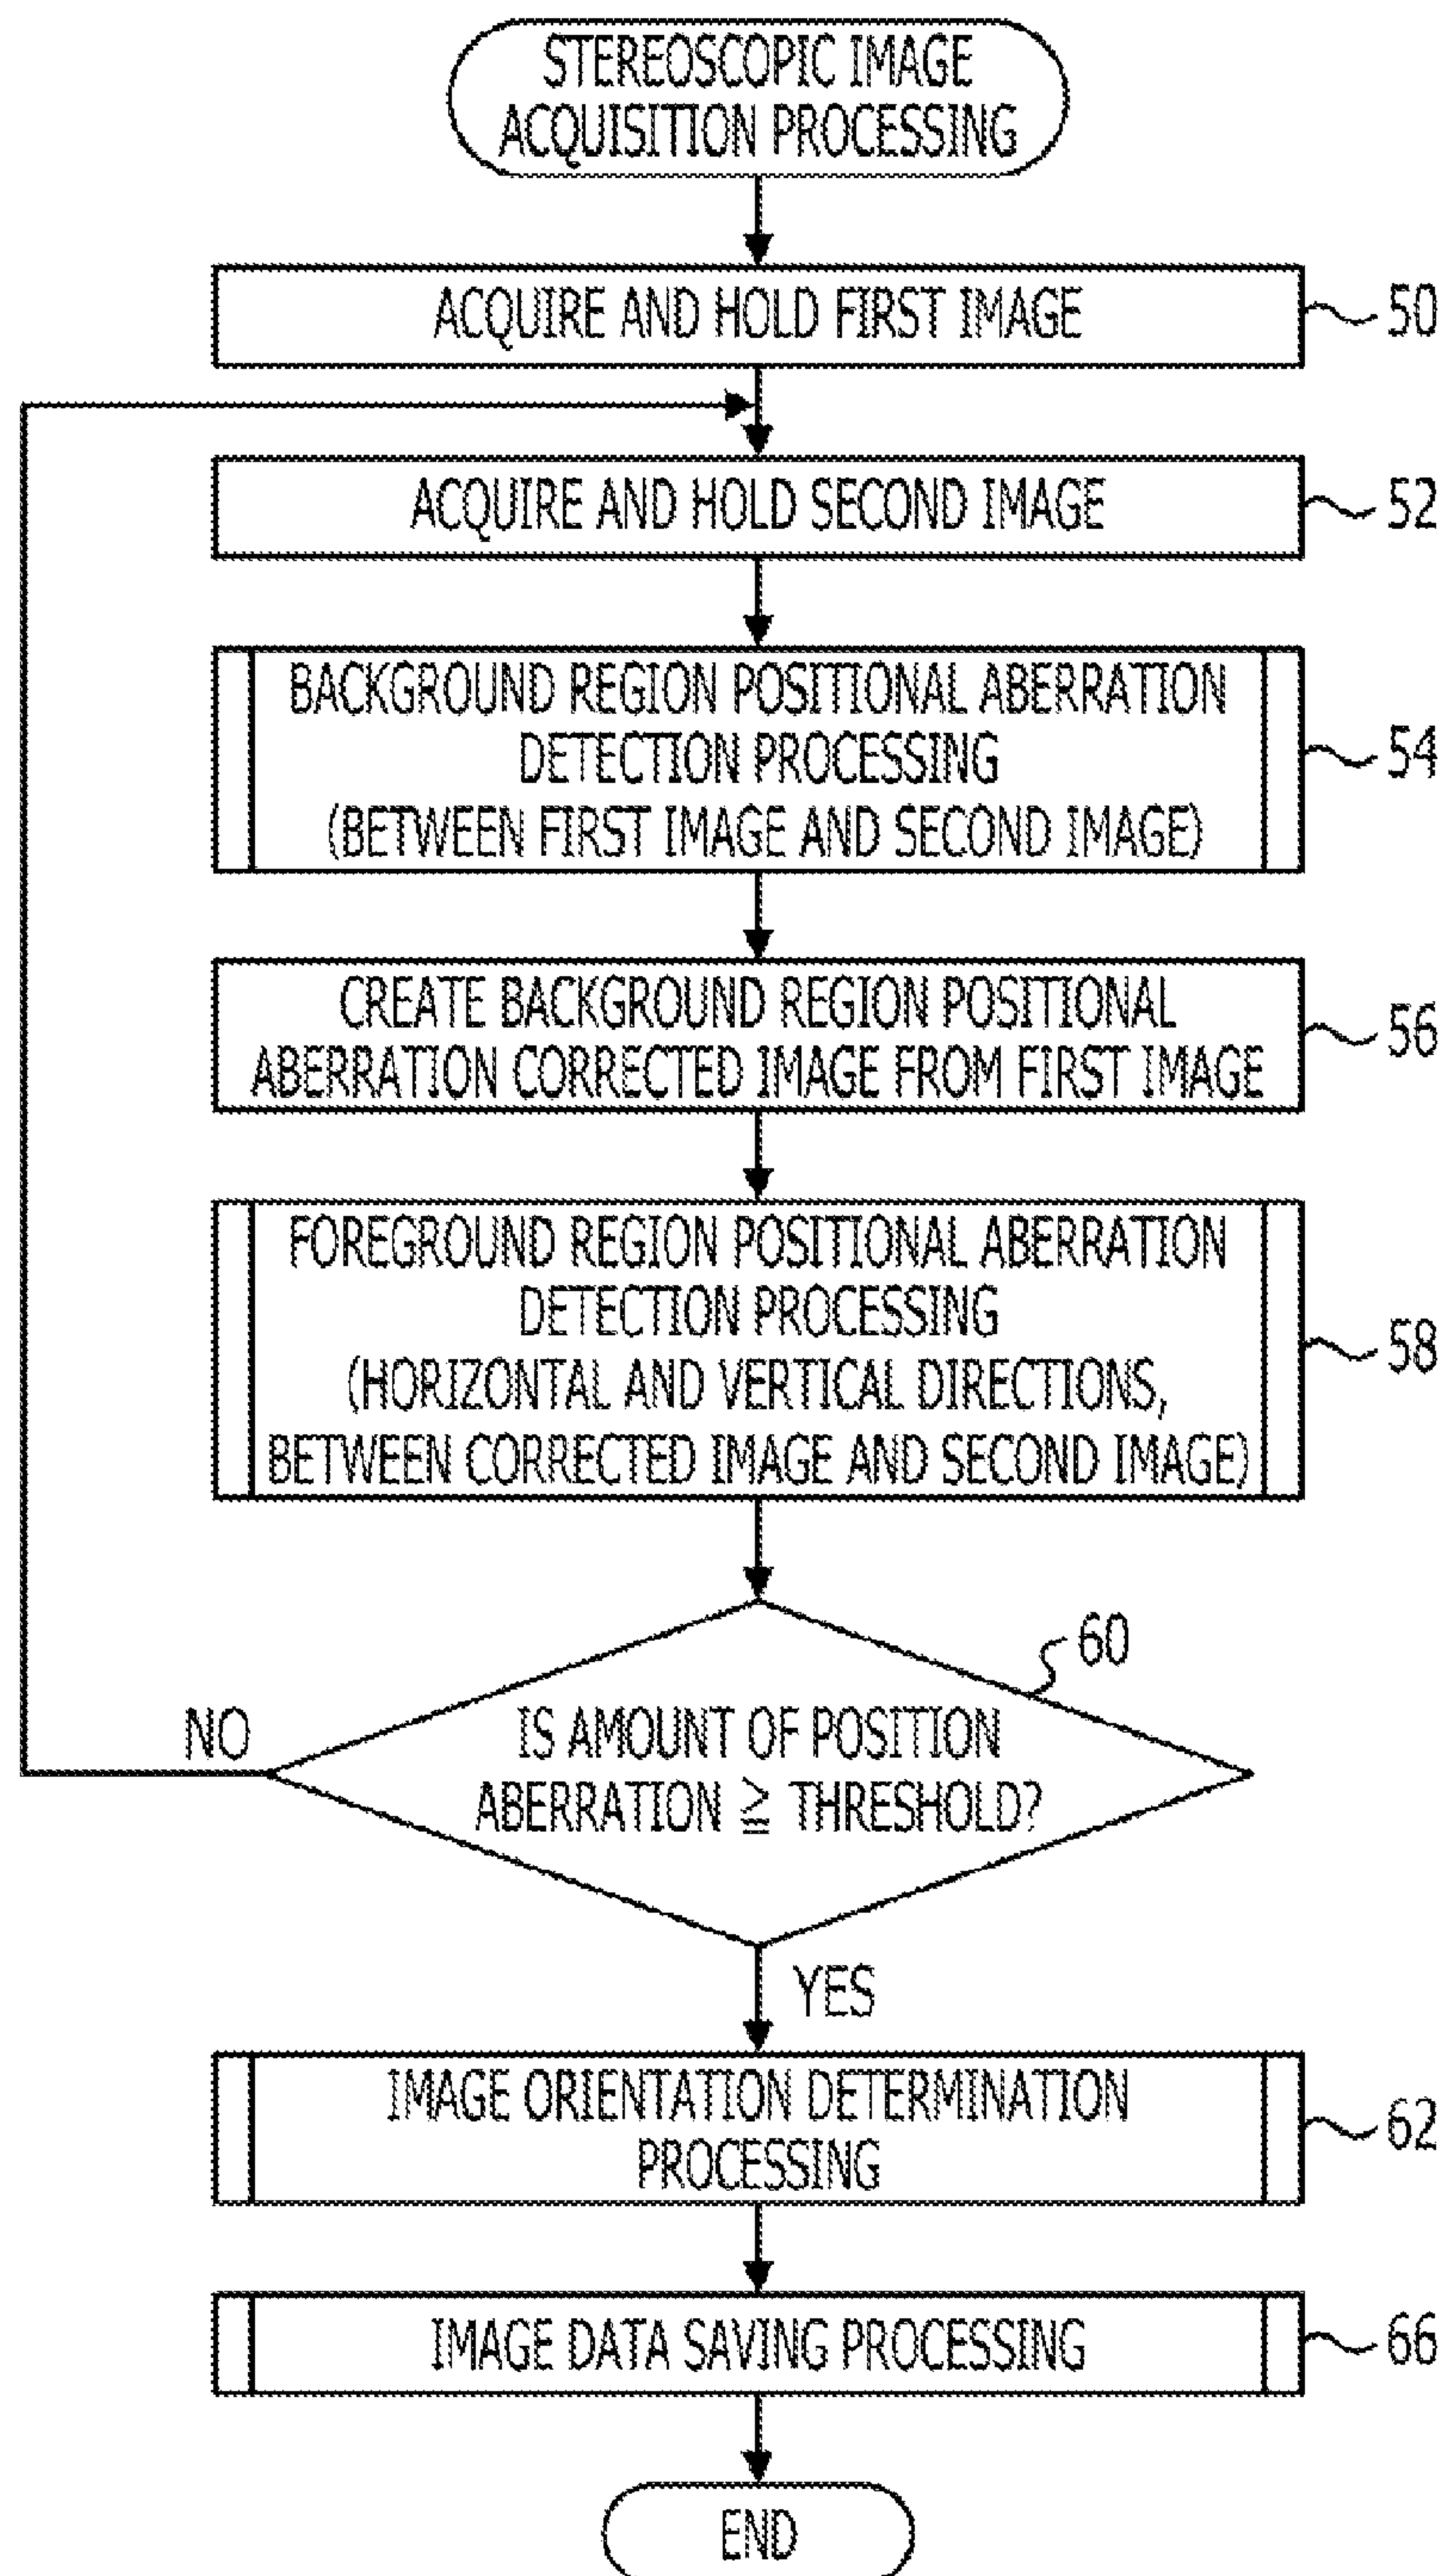 STEREOSCOPIC IMAGE
ACQUISITION PROCESSING
ACQUIRE AND HOLD FIRST IMAGE
50
ACQUIRE AND HOLD SECOND IMAGE
52
BACKGROUND REGION POSITIONAL ABERRATION
DETECTION PROCESSING
(BETWEEN FIRST IMAGE AND SECOND IMAGE)
54
CREATE BACKGROUND REGION POSITIONAL
ABERRATION CORRECTED IMAGE FROM FIRST IMAGE
56
FOREGROUND REGION POSITIONAL ABERRATION
DETECTION PROCESSING
(HORIZONTAL AND VERTICAL DIRECTIONS,
BETWEEN CORRECTED IMAGE AND SECOND IMAGE)
58
60
IS AMOUNT OF POSITION
ABERRATION ≧ THRESHOLD?
NO
YES
IMAGE ORIENTATION DETERMINATION
PROCESSING
62
IMAGE DATA SAVING PROCESSING
66
END